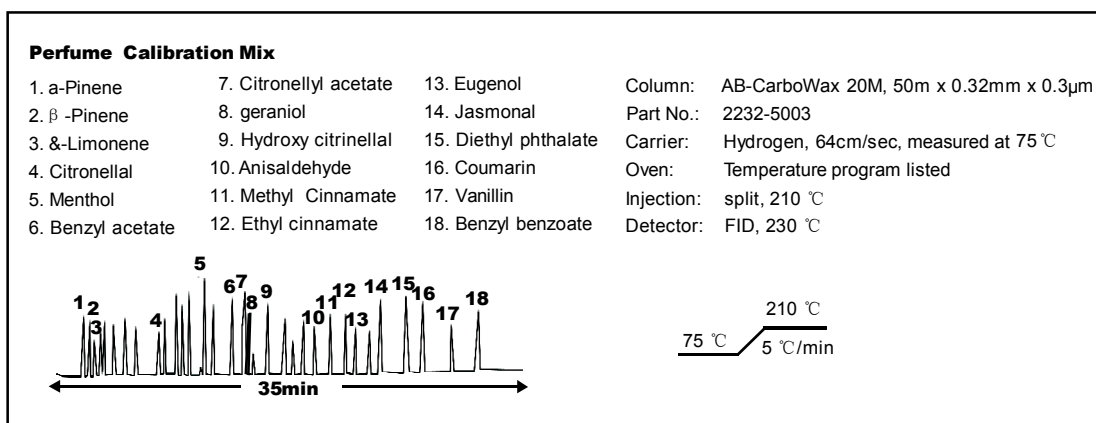 Perfume Calibration Mix
1. a-Pinene
2. β -Pinene
3. &-Limonene
4. Citronellal
5. Menthol
6. Benzyl acetate
7. Citronellyl acetate
8. geraniol
9. Hydroxy citrinellal
10. Anisaldehyde
11. Methyl Cinnamate
12. Ethyl cinnamate
13. Eugenol
14. Jasmonal
15. Diethyl phthalate
16. Coumarin
17. Vanillin
18. Benzyl benzoate
Column: AB-CarboWax 20M, 50m x 0.32mm x 0.3µm
Part No.: 2232-5003
Carrier: Hydrogen, 64cm/sec, measured at 75℃
Oven: Temperature program listed
Injection: split, 210 ℃
Detector: FID, 230 ℃
1
2
3
4
5
6
7
8
9
10
11
12
13
14
15
16
17
18
35min
75 ℃
210 ℃
5 ℃/min